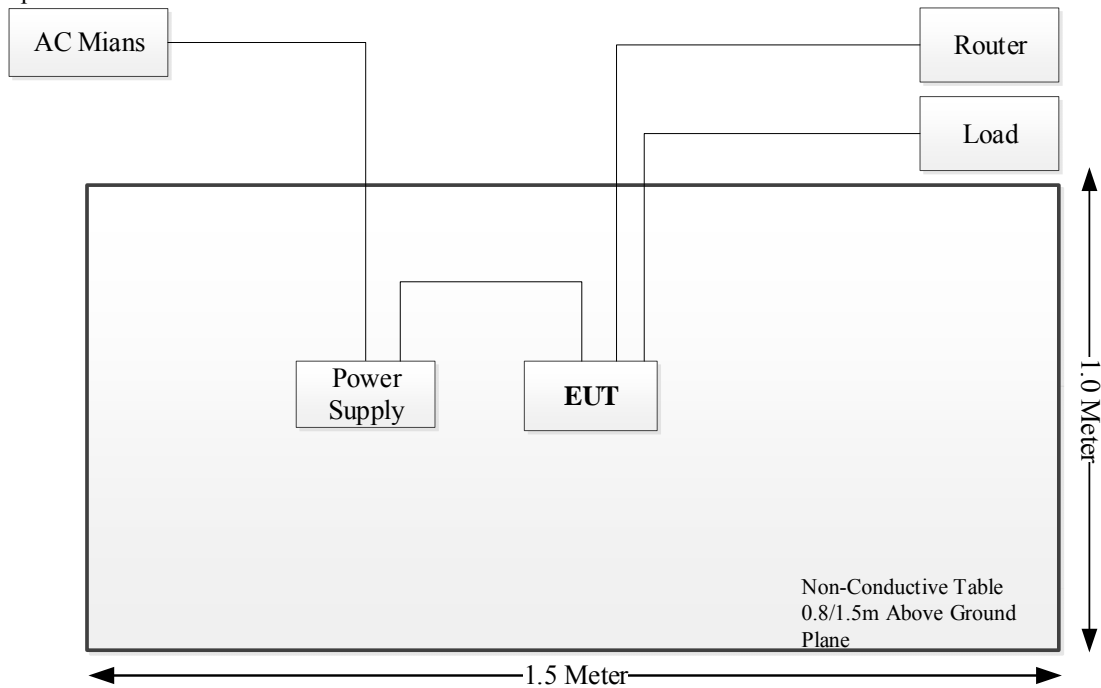 AC Mians
Router
Load
Power
Supply
EUT
1.0 Meter
Non-Conductive Table
0.8/1.5m Above Ground
Plane
1.5 Meter